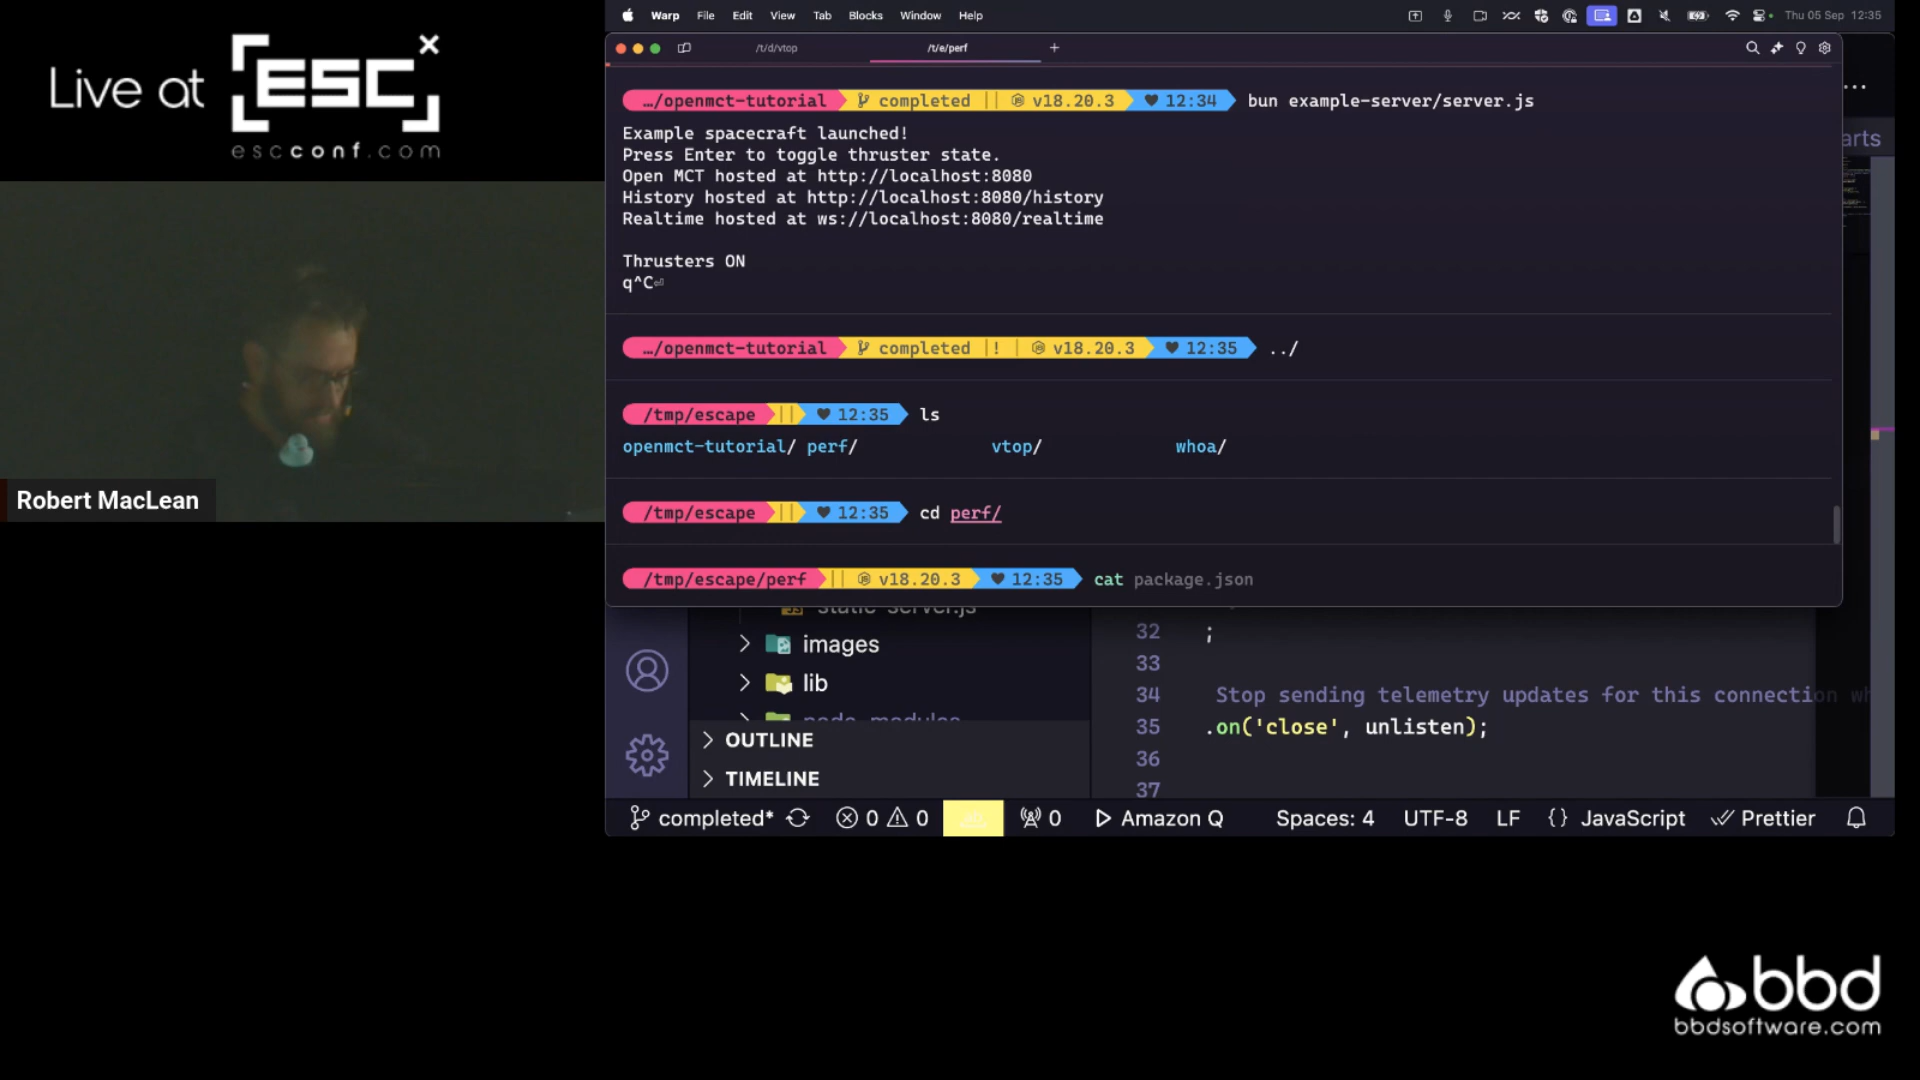 Live at [ESC]x
escconf.com
Robert MacLean
Warp File Edit View Tab Blocks Window Help
Thu 05 Sep 12:35
/t/d/vtop
/t/e/perf
…/openmct-tutorial completed || v18.20.3 ♥ 12:34 bun example-server/server.js
Example spacecraft launched!
Press Enter to toggle thruster state.
Open MCT hosted at http://localhost:8080
History hosted at http://localhost:8080/history
Realtime hosted at ws://localhost:8080/realtime
Thrusters ON
q^C⏎
…/openmct-tutorial completed |! | v18.20.3 ♥ 12:35 ../
/tmp/escape || ♥ 12:35 ls
openmct-tutorial/ perf/ vtop/ whoa/
/tmp/escape || ♥ 12:35 cd perf/
/tmp/escape/perf || v18.20.3 ♥ 12:35 cat package.json
arts
static-server.js
images
lib
node_modules
OUTLINE
TIMELINE
32 ;
33
34 Stop sending telemetry updates for this connection wh
35 .on('close', unlisten);
36
37
completed* 0 0 0 Amazon Q Spaces: 4 UTF-8 LF {} JavaScript Prettier
bbd
bbdsoftware.com